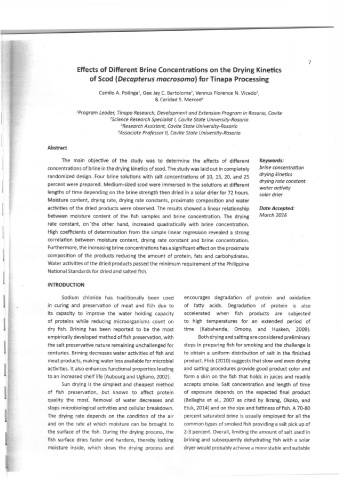 7
Effects of Different Brine Concentrations on the Drying Kinetics
of Scad (Decapterus macrosoma) for Tinapa Processing
Camilo A. Polinga¹, Gee Jay C. Bartolome², Vennus Florence N. Vicedo³,
& Caridad S. Merced⁴
¹Program Leader, Tinapa Research, Development and Extension Program in Rosario, Cavite
²Science Research Specialist I, Cavite State University-Rosario
³Research Assistant, Cavite State University-Rosario
⁴Associate Professor II, Cavite State University-Rosario
Abstract
The main objective of the study was to determine the effects of different
concentrations of brine in the drying kinetics of scad. The study was laid out in completely
randomized design. Four brine solutions with salt concentrations of 10, 15, 20, and 25
percent were prepared. Medium-sized scad were immersed in the solutions at different
lengths of time depending on the brine strength then dried in a solar drier for 72 hours.
Moisture content, drying rate, drying rate constants, proximate composition and water
activities of the dried products were observed. The results showed a linear relationship
between moisture content of the fish samples and brine concentration. The drying
rate constant, on the other hand, increased quadratically with brine concentration.
High coefficients of determination from the simple linear regression revealed a strong
correlation between moisture content, drying rate constant and brine concentration.
Furthermore, the increasing brine concentrations has a significant effect on the proximate
composition of the products reducing the amount of protein, fats and carbohydrates.
Water activities of the dried products passed the minimum requirement of the Philippine
National Standards for dried and salted fish.
Keywords:
brine concentration
drying kinetics
drying rate constant
water activity
solar drier
Date Accepted:
March 2016
INTRODUCTION
Sodium chloride has traditionally been used
in curing and preservation of meat and fish due to
its capacity to improve the water holding capacity
of proteins while reducing microorganisms count on
dry fish. Brining has been reported to be the most
empirically developed method of fish preservation, with
the salt preservative nature remaining unchallenged for
centuries. Brining decreases water activities of fish and
meat products, making water less available for microbial
activities. It also enhances functional properties leading
to an increased shelf life (Aubourg and Ugliano, 2002).
Sun drying is the simplest and cheapest method
of fish preservation, but known to affect protein
quality the most. Removal of water decreases and
stops microbiological activities and cellular breakdown.
The drying rate depends on the condition of the air
and on the rate at which moisture can be brought to
the surface of the fish. During the drying process, the
fish surface dries faster and hardens, thereby locking
moisture inside, which slows the drying process and
encourages degradation of protein and oxidation
of fatty acids. Degradation of protein is also
accelerated when fish products are subjected
to high temperatures for an extended period of
time (Kabahenda, Omony, and Husken, 2009).
Both drying and salting are considered preliminary
steps in preparing fish for smoking and the challenge is
to obtain a uniform distribution of salt in the finished
product. Flick (2010) suggests that slow and even drying
and salting procedures provide good product color and
form a skin on the fish that holds in juices and readily
accepts smoke. Salt concentration and length of time
of exposure depends on the expected final product
(Bellagha et al., 2007 as cited by Ikrang, Okoko, and
Etuk, 2014) and on the size and fattiness of fish. A 70-80
percent saturated brine is usually employed for all the
common types of smoked fish providing a salt pick up of
2-3 percent. Overall, limiting the amount of salt used in
brining and subsequently dehydrating fish with a solar
dryer would probably achieve a more stable and suitable